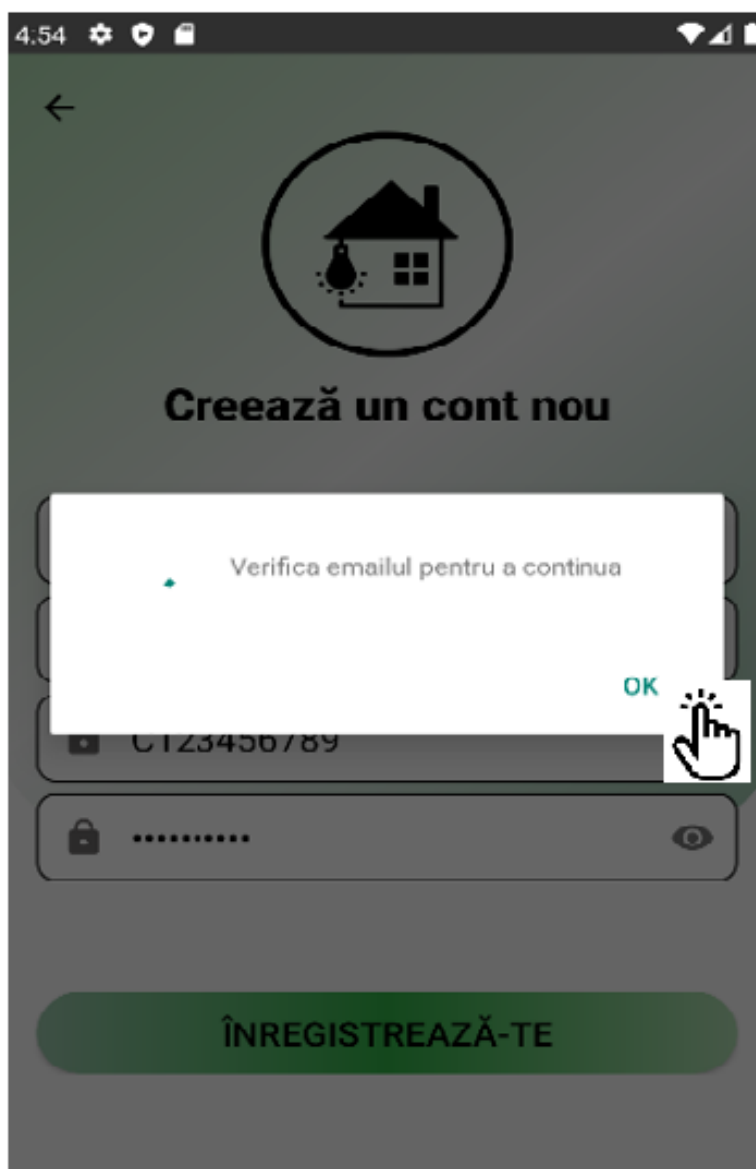 4:54
Creează un cont nou
Verifica emailul pentru a continua
OK
C123456789
••••••••••
ÎNREGISTREAZĂ-TE